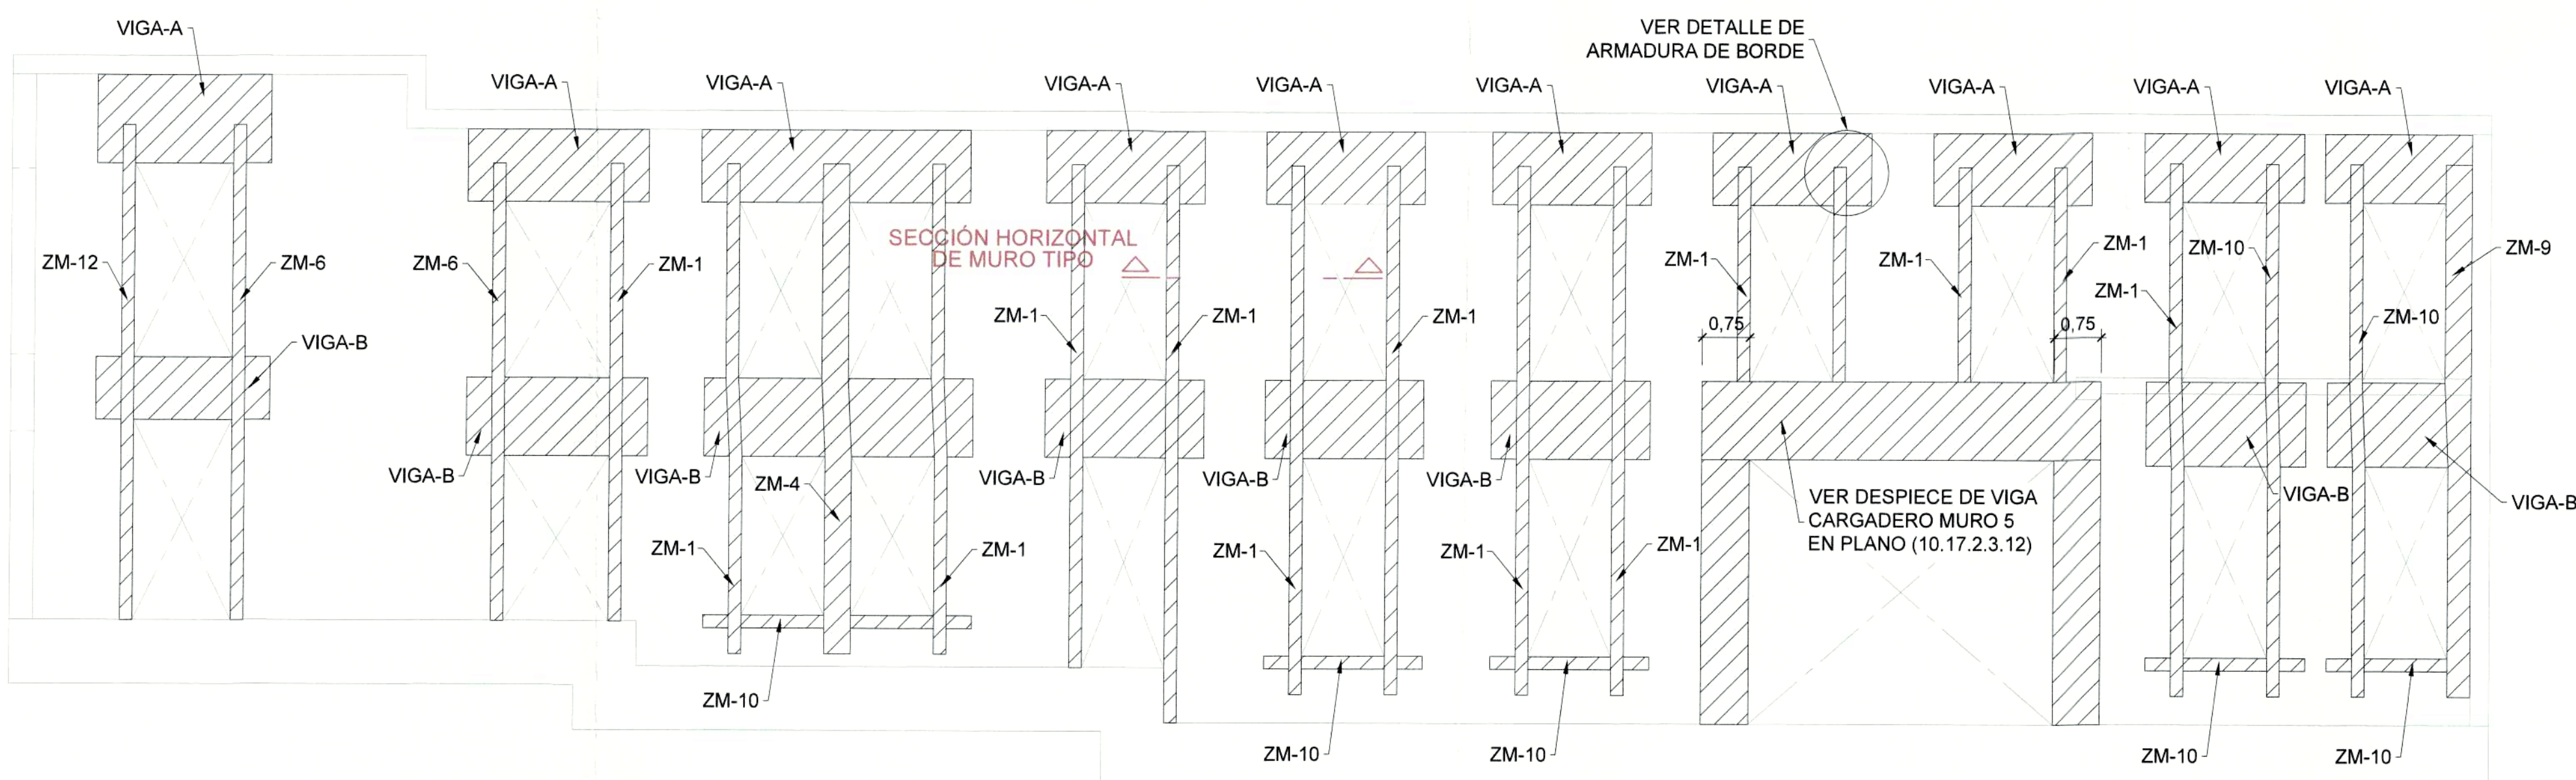 VIGA-A
VER DETALLE DE
ARMADURA DE BORDE
VIGA-A
VIGA-A
VIGA-A
VIGA-A
VIGA-A
VIGA-A
VIGA-A
VIGA-A
VIGA-A
SECCIÓN HORIZONTAL
DE MURO TIPO
ZM-12
ZM-6
ZM-6
ZM-1
ZM-1
ZM-1
ZM-1
ZM-10
ZM-9
ZM-1
ZM-1
ZM-1
ZM-1
ZM-10
0,75
0,75
VIGA-B
VIGA-B
VIGA-B
ZM-4
VIGA-B
VIGA-B
VIGA-B
VER DESPIECE DE VIGA
CARGADERO MURO 5
EN PLANO (10.17.2.3.12)
VIGA-B
VIGA-B
ZM-1
ZM-1
ZM-1
ZM-1
ZM-1
ZM-10
ZM-10
ZM-10
ZM-10
ZM-10